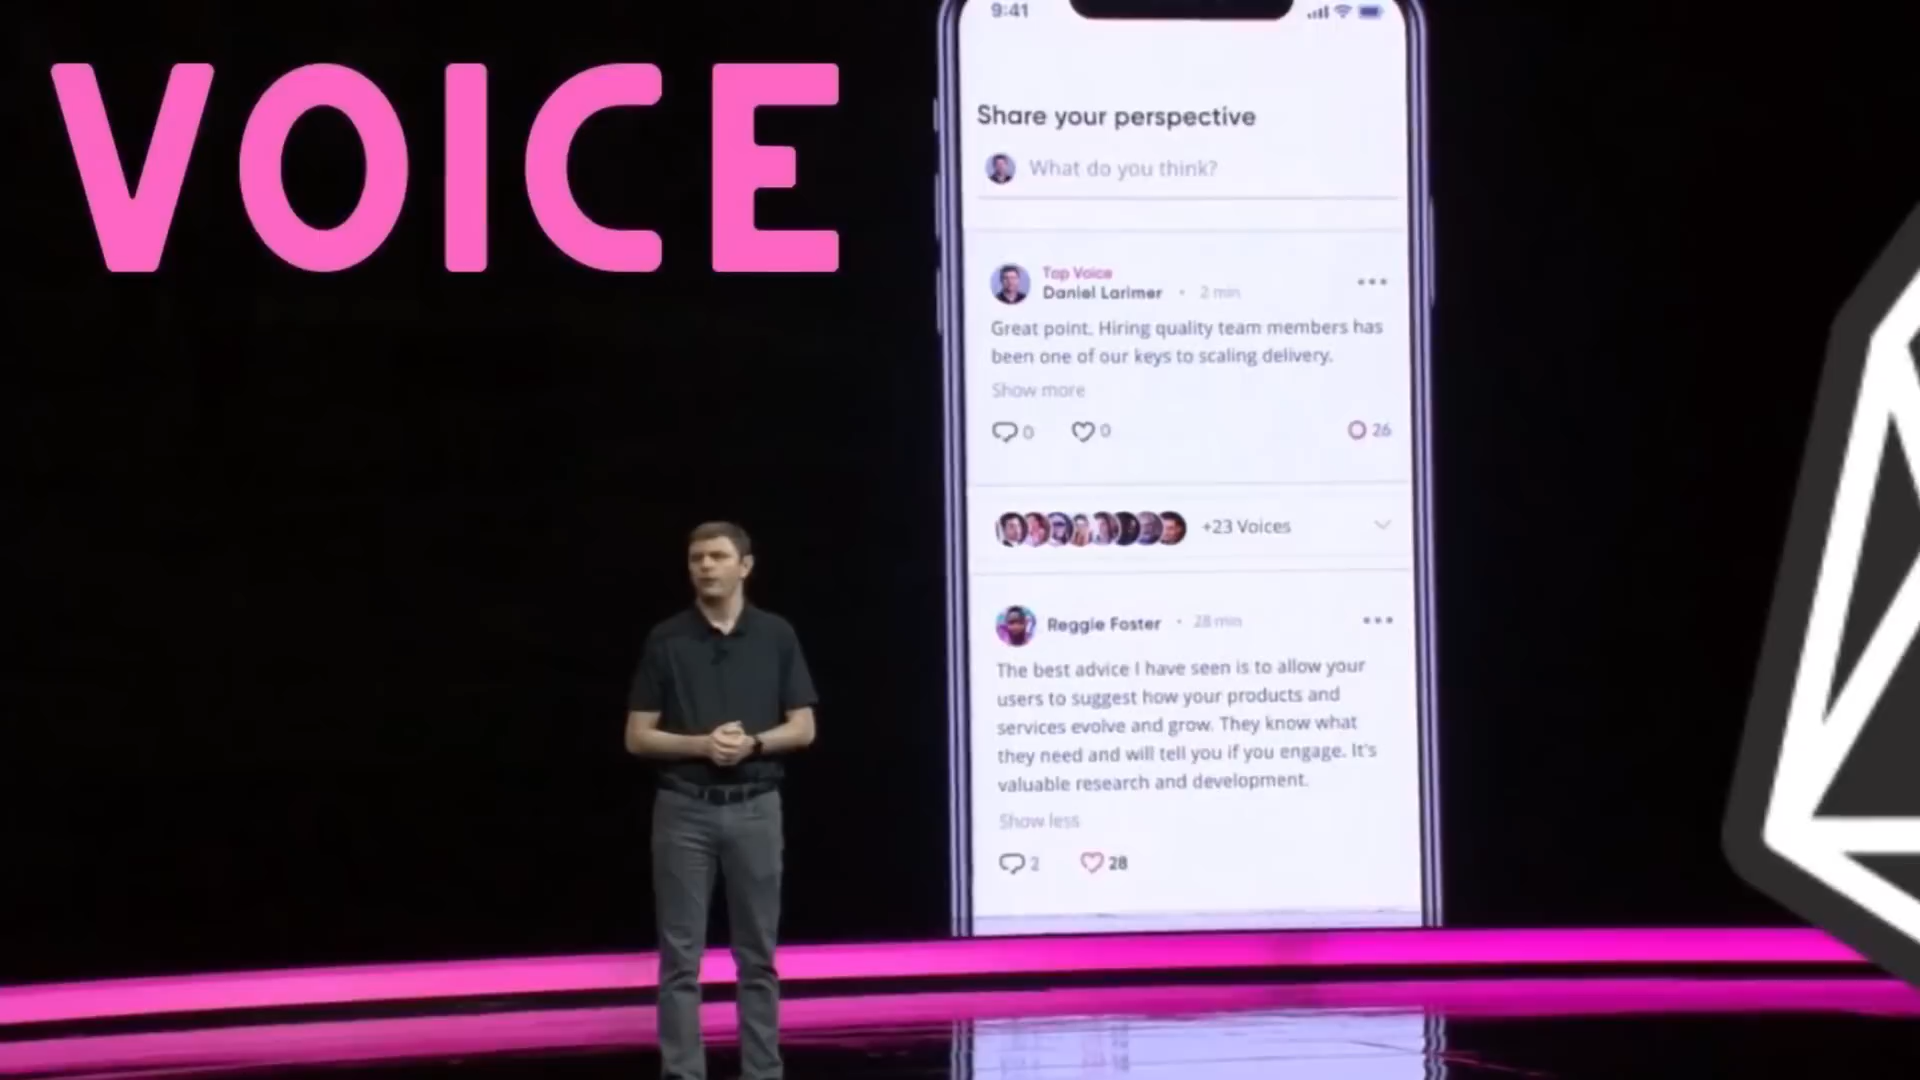 VOICE
9:41
Share your perspective
What do you think?
Top Voice
Daniel Larimer • 2 min
Great point. Hiring quality team members has
been one of our keys to scaling delivery.
Show more
0 0 26
+23 Voices
Reggie Foster • 28 min
The best advice I have seen is to allow your
users to suggest how your products and
services evolve and grow. They know what
they need and will tell you if you engage. It's
valuable research and development.
Show less
2 28